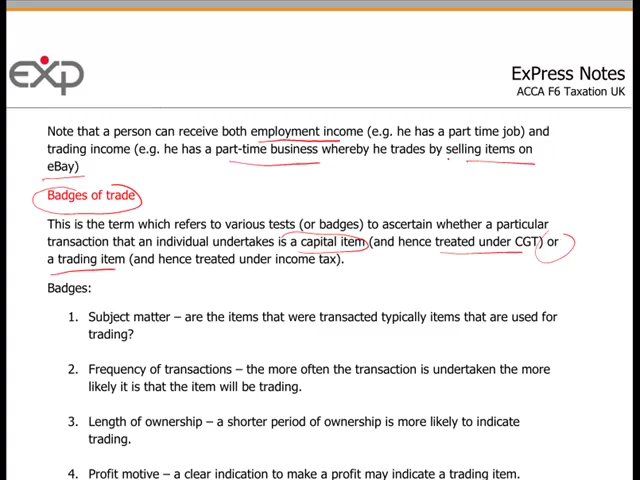 exp
ExPress Notes
ACCA F6 Taxation UK
Note that a person can receive both employment income (e.g. he has a part time job) and
trading income (e.g. he has a part-time business whereby he trades by selling items on
eBay)
Badges of trade
This is the term which refers to various tests (or badges) to ascertain whether a particular
transaction that an individual undertakes is a capital item (and hence treated under CGT) or
a trading item (and hence treated under income tax).
Badges:
1. Subject matter – are the items that were transacted typically items that are used for
trading?
2. Frequency of transactions – the more often the transaction is undertaken the more
likely it is that the item will be trading.
3. Length of ownership – a shorter period of ownership is more likely to indicate
trading.
4. Profit motive – a clear indication to make a profit may indicate a trading item.